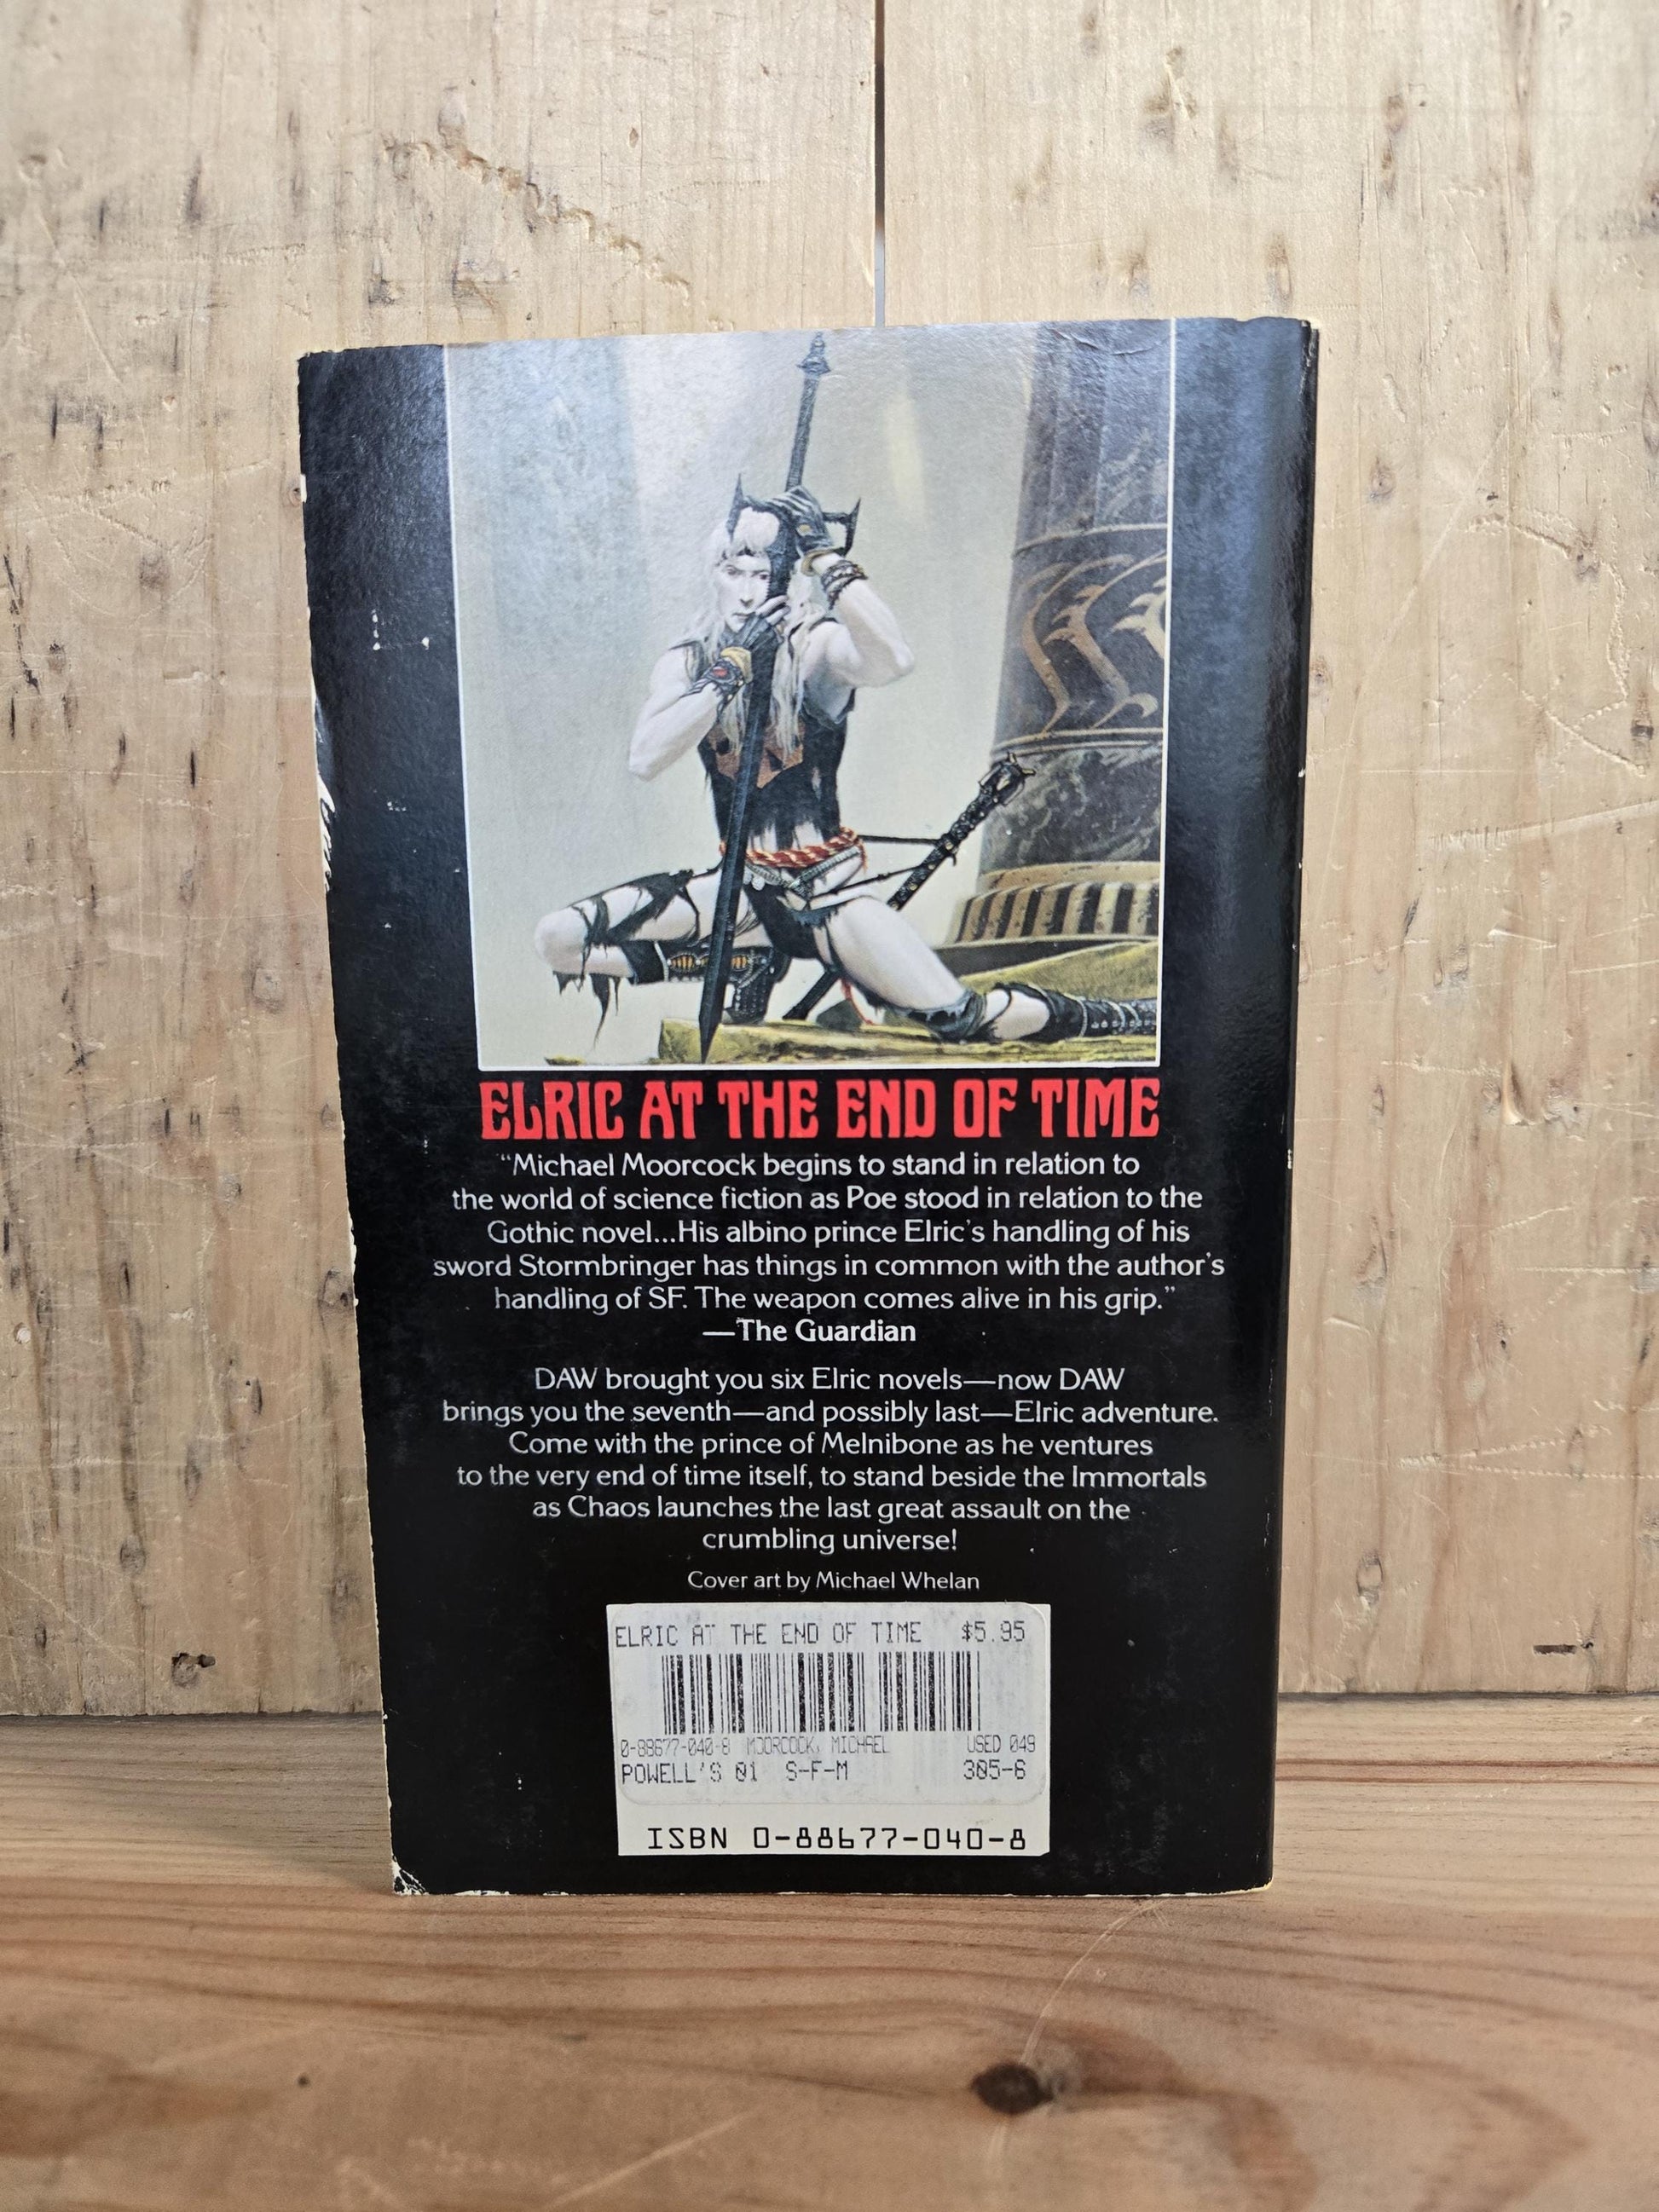 ELRIC AT THE END OF TIME
“Michael Moorcock begins to stand in relation to
the world of science fiction as Poe stood in relation to the
Gothic novel...His albino prince Elric’s handling of his
sword Stormbringer has things in common with the author’s
handling of SF. The weapon comes alive in his grip.”
—The Guardian
DAW brought you six Elric novels—now DAW
brings you the seventh—and possibly last—Elric adventure.
Come with the prince of Melnibone as he ventures
to the very end of time itself, to stand beside the Immortals
as Chaos launches the last great assault on the
crumbling universe!
Cover art by Michael Whelan
ELRIC AT THE END OF TIME $5.95
0-88677-040-8 MOORCOCK, MICHAEL USED 049
POWELL'S 01 S-F-M 305-6
ISBN 0-88677-040-8